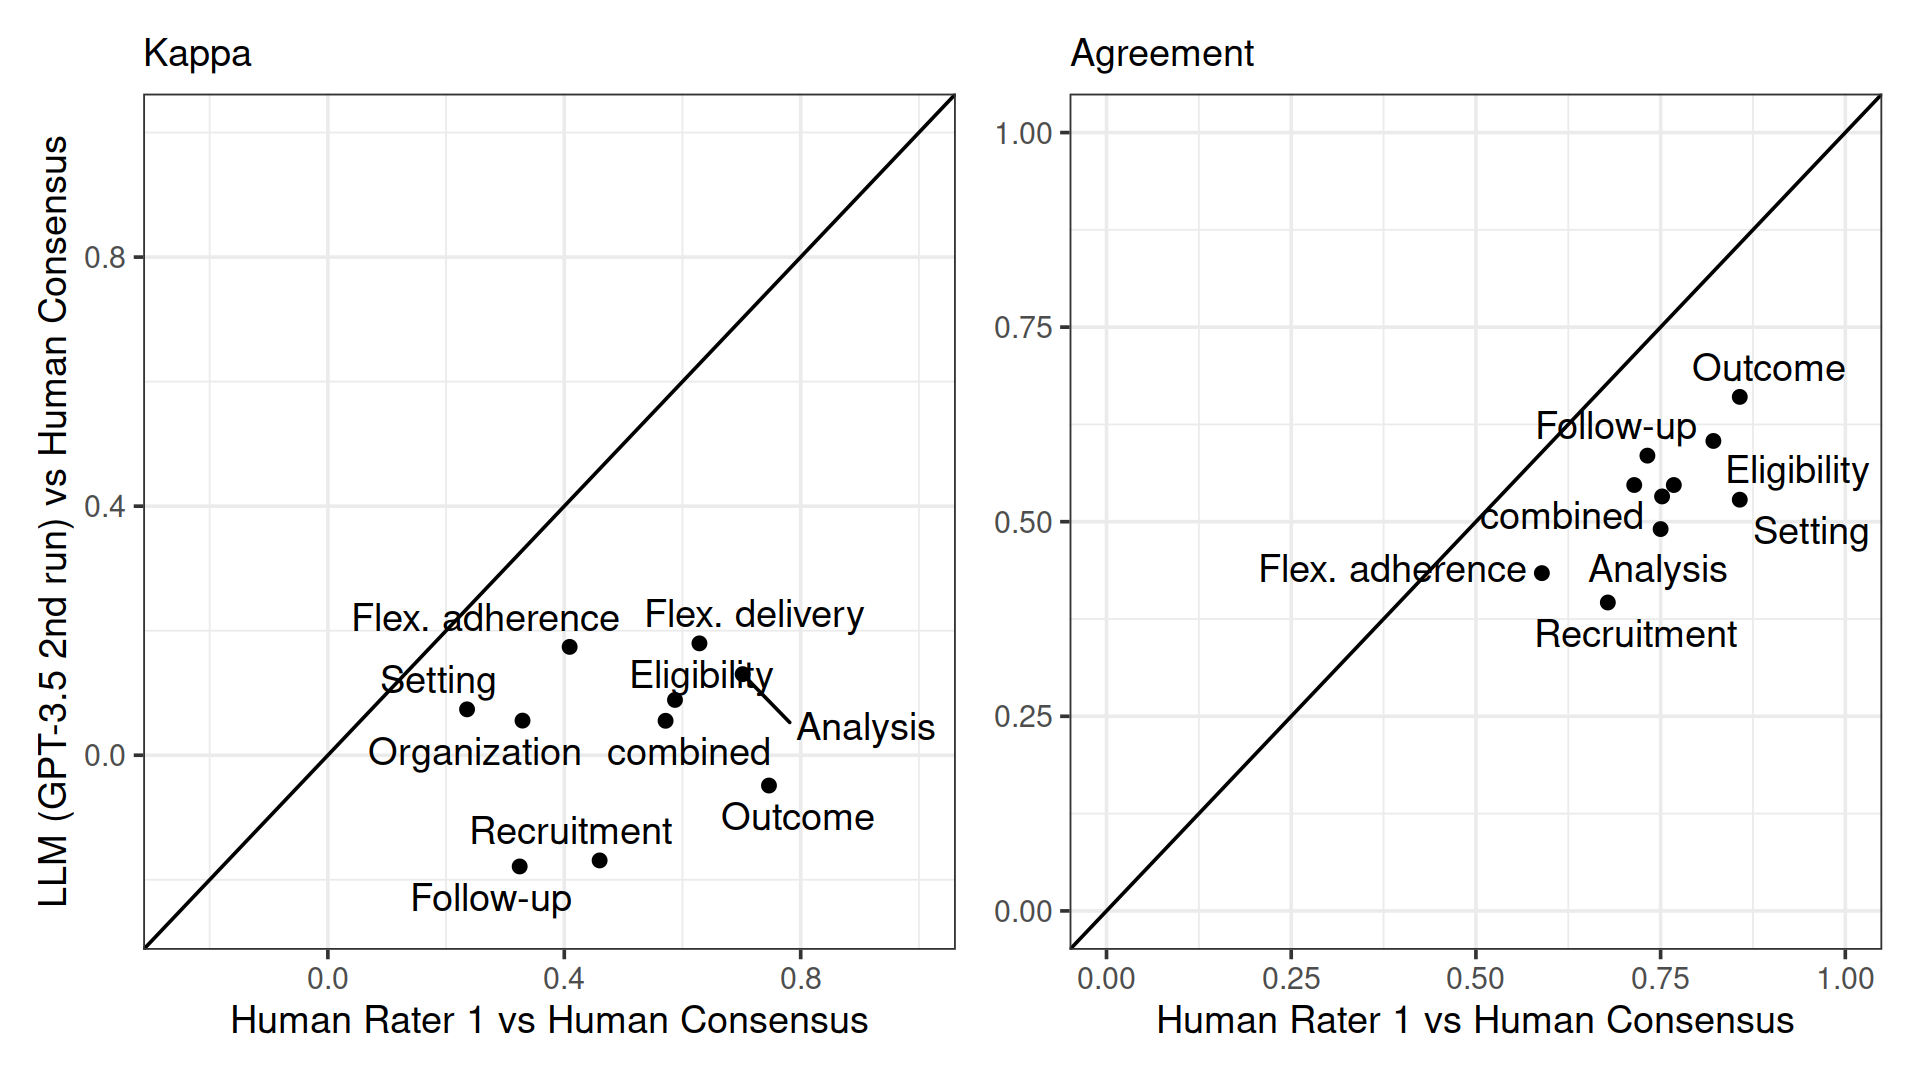 Kappa
LLM (GPT-3.5 2nd run) vs Human Consensus
0.8
0.4
0.0
Flex. adherence
Flex. delivery
Setting
Eligibility
Analysis
Organization
combined
Outcome
Recruitment
Follow-up
0.0
0.4
0.8
Human Rater 1 vs Human Consensus
Agreement
1.00
0.75
0.50
0.25
0.00
Outcome
Follow-up
Eligibility
combined
Setting
Flex. adherence
Analysis
Recruitment
0.00
0.25
0.50
0.75
1.00
Human Rater 1 vs Human Consensus